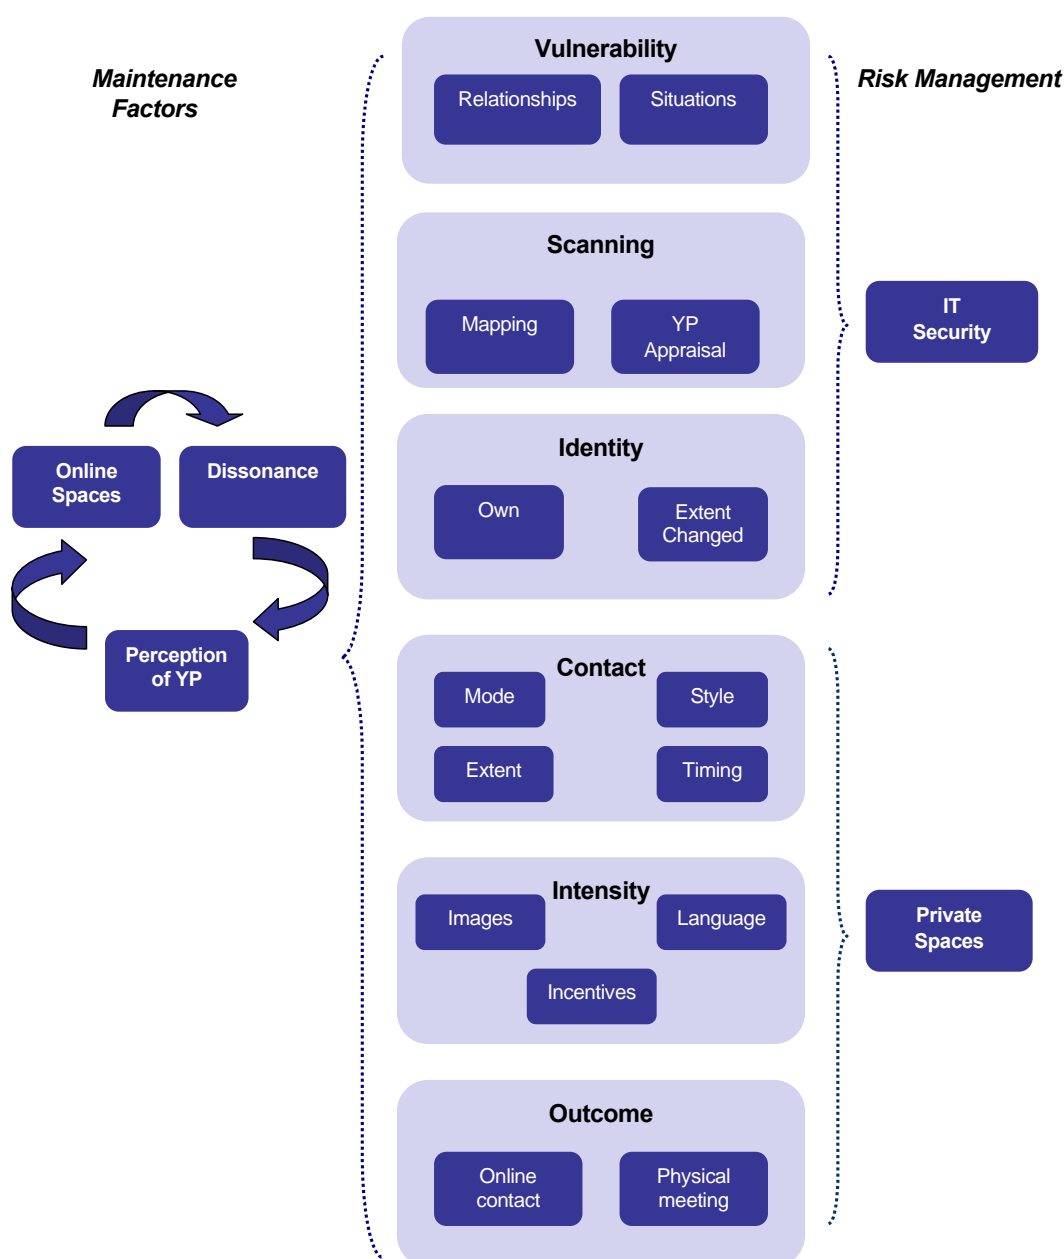 Maintenance
Factors
Online
Spaces
Dissonance
Perception
of YP
Vulnerability
Relationships
Situations
Scanning
Mapping
YP
Appraisal
Identity
Own
Extent
Changed
Contact
Mode
Style
Extent
Timing
Intensity
Images
Language
Incentives
Outcome
Online
contact
Physical
meeting
Risk Management
IT
Security
Private
Spaces